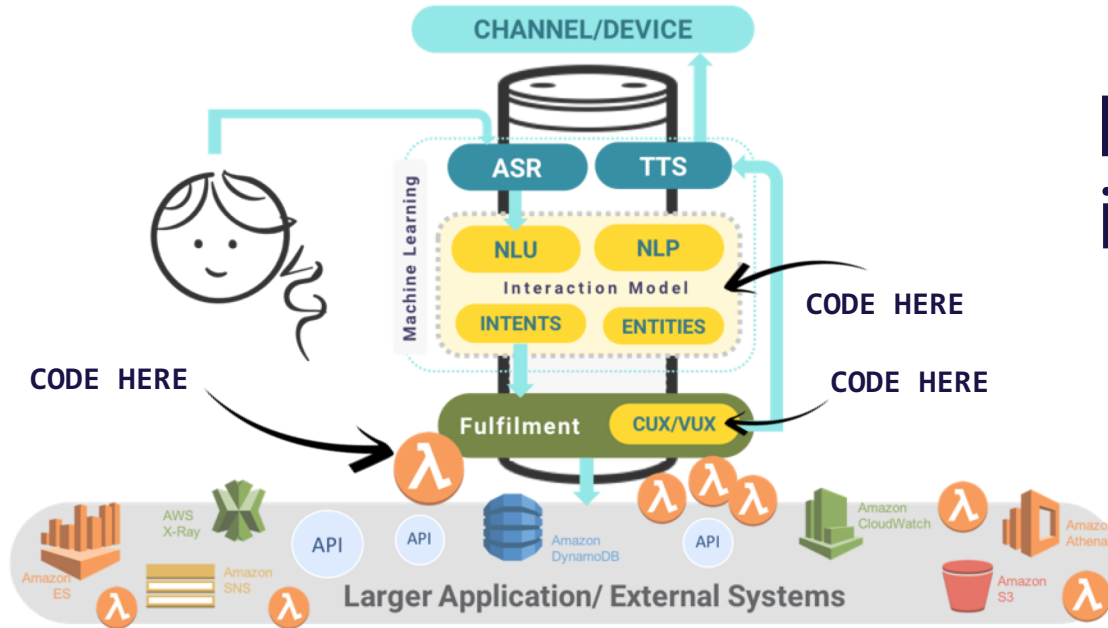 CHANNEL/DEVICE
ASR
TTS
Machine Learning
NLU
NLP
Interaction Model
INTENTS
ENTITIES
CODE HERE
CODE HERE
CODE HERE
Fulfilment
CUX/VUX
λ
λ
λ
λ
AWS
X-Ray
API
API
Amazon
DynamoDB
API
Amazon
CloudWatch
λ
Amazon
Athena
Amazon
ES
λ
Amazon
SNS
λ
Larger Application/ External Systems
Amazon
S3
λ